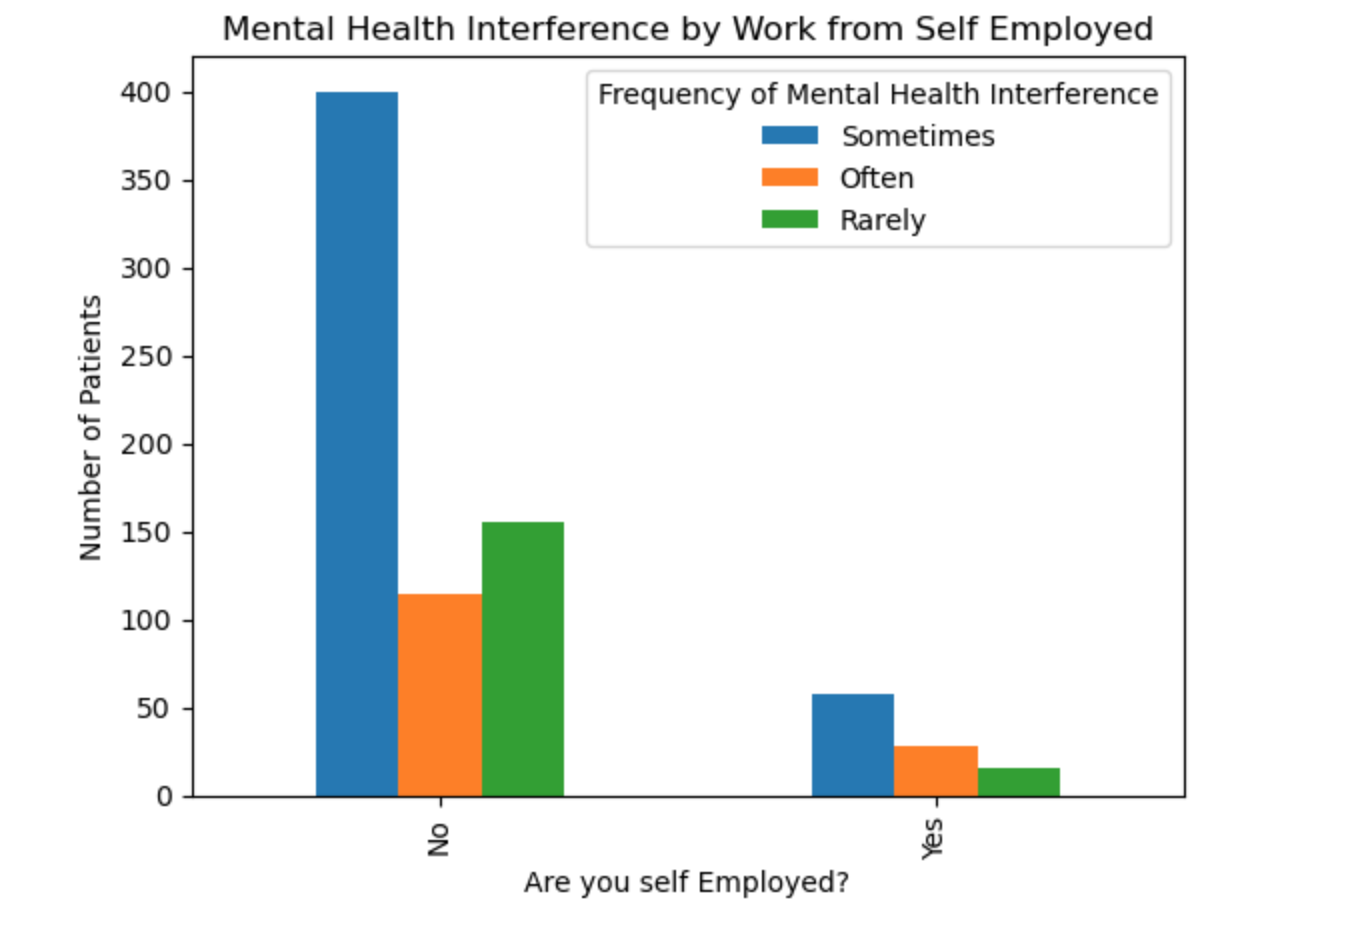 Mental Health Interference by Work from Self Employed
Frequency of Mental Health Interference
Sometimes
Often
Rarely
Number of Patients
400
350
300
250
200
150
100
50
0
No
Yes
Are you self Employed?